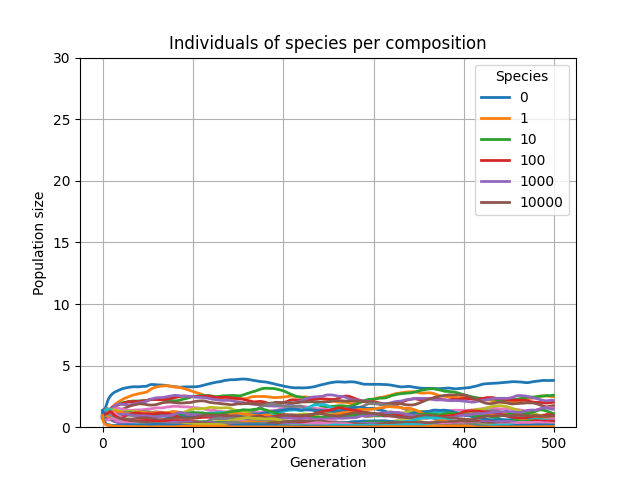 Individuals of species per composition
30
25
20
15
10
5
0
Population size
0 100 200 300 400 500
Generation
Species
0
1
10
100
1000
10000